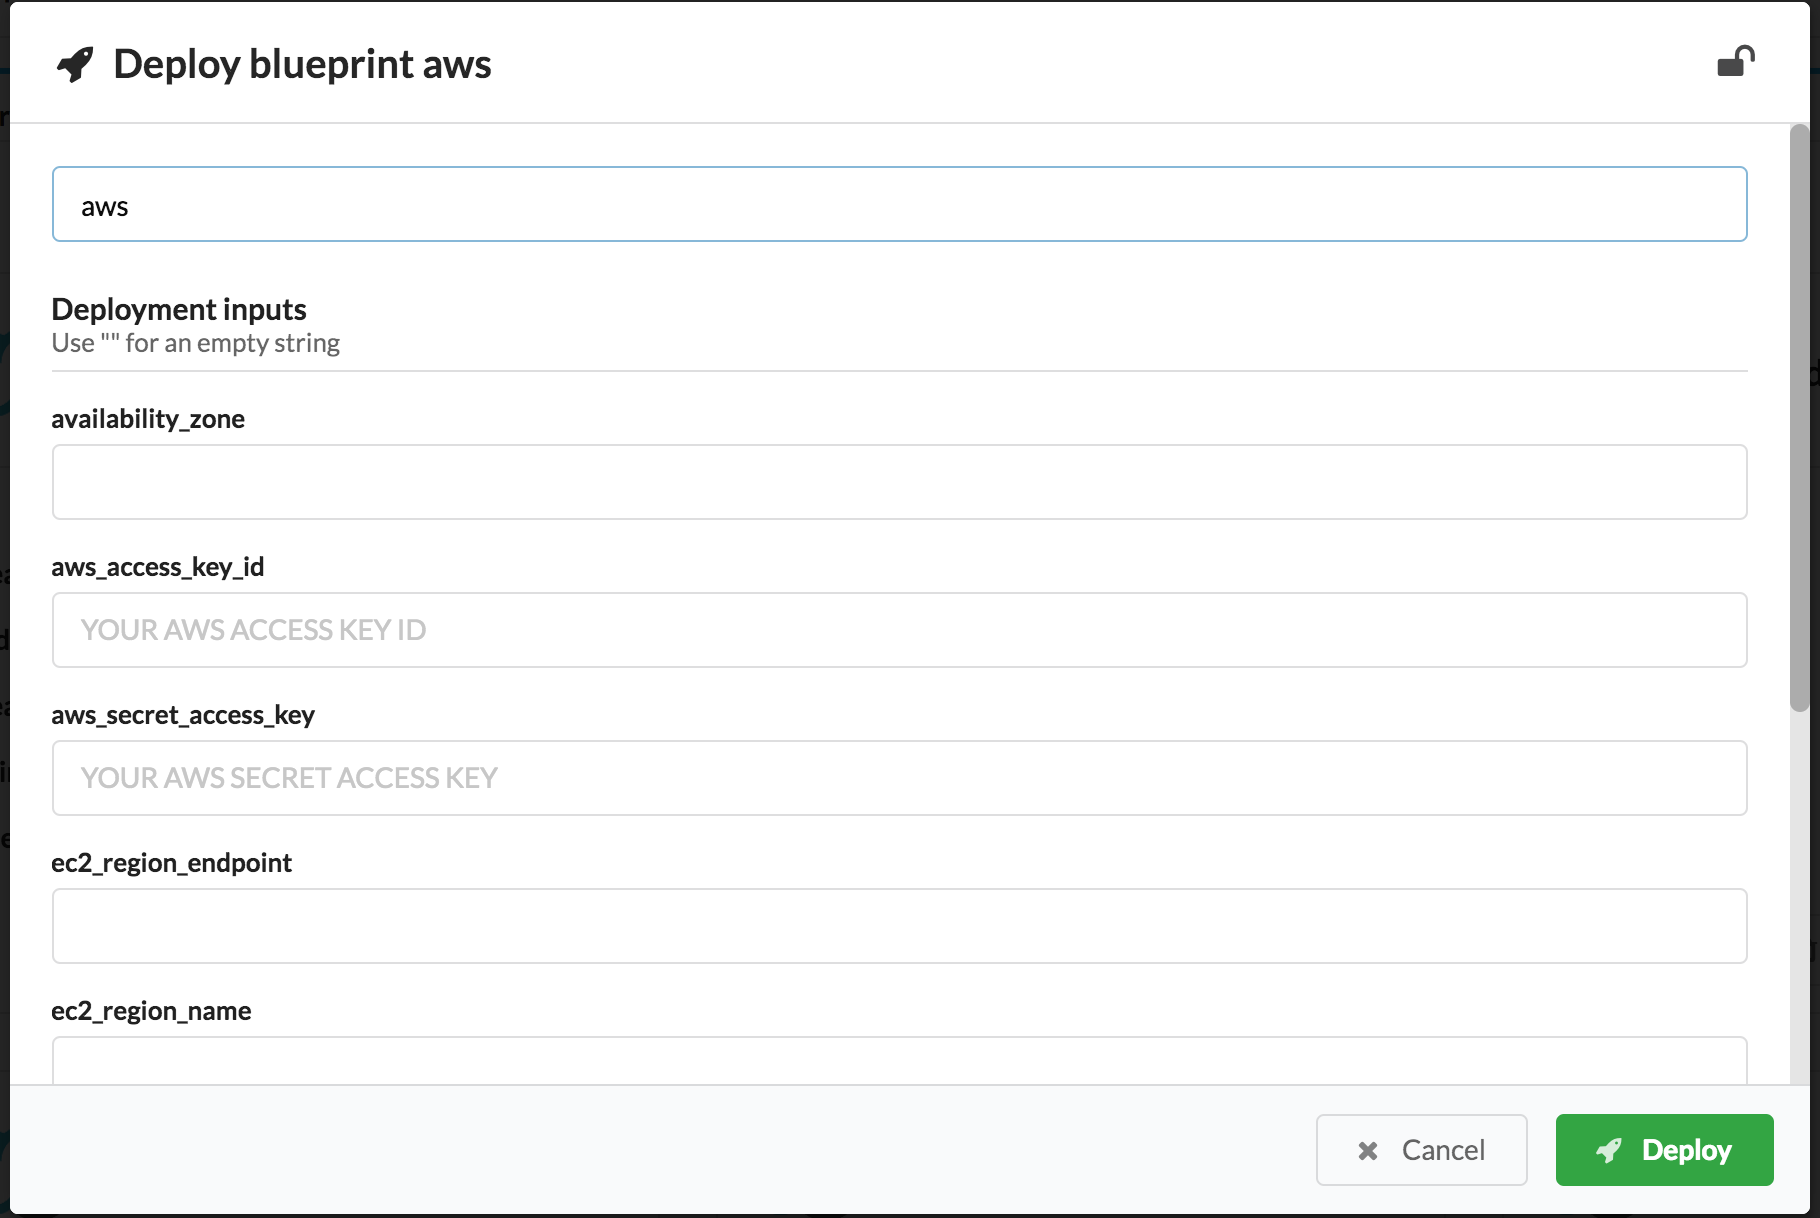 Deploy blueprint aws
aws
Deployment inputs
Use "" for an empty string
availability_zone
aws_access_key_id
YOUR AWS ACCESS KEY ID
aws_secret_access_key
YOUR AWS SECRET ACCESS KEY
ec2_region_endpoint
ec2_region_name
Cancel
Deploy